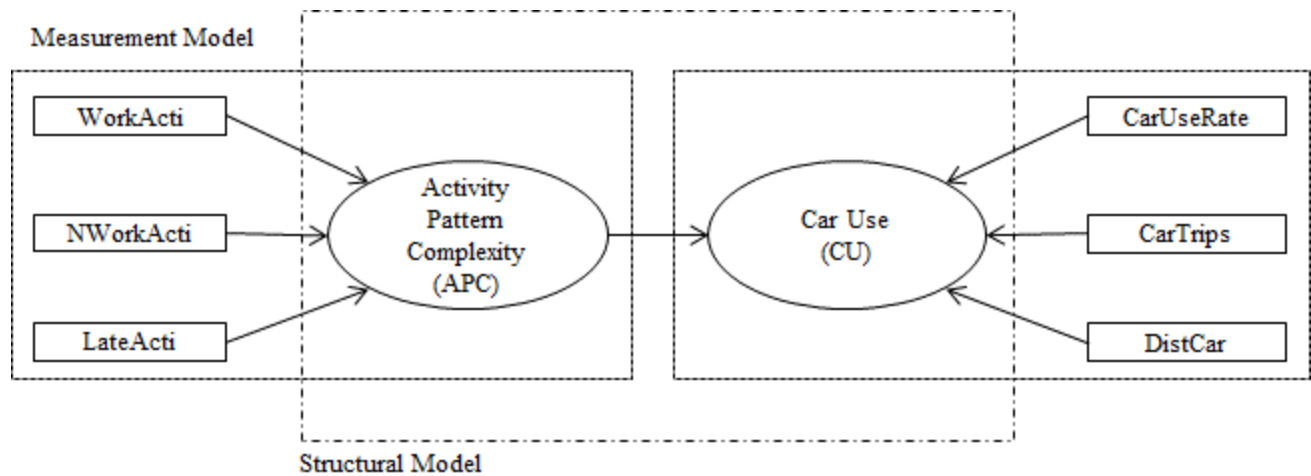 Measurement Model
WorkActi
NWorkActi
LateActi
Activity
Pattern
Complexity
(APC)
Car Use
(CU)
CarUseRate
CarTrips
DistCar
Structural Model